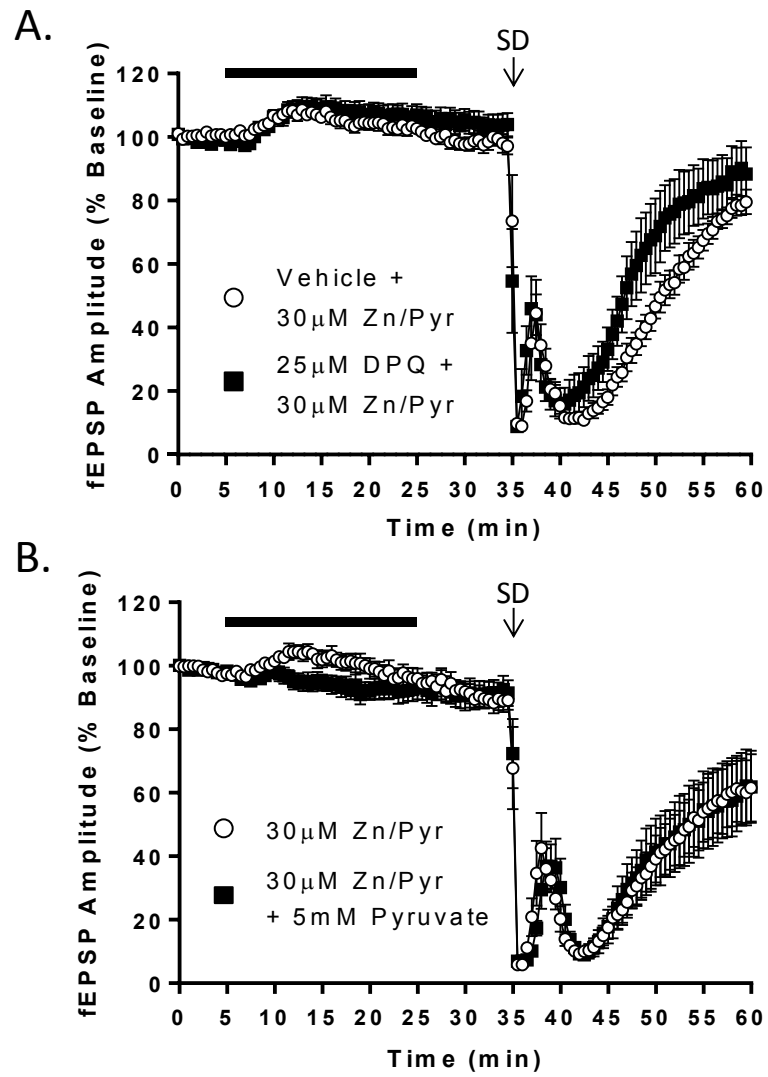 A.
SD
120
100
80
60
40
20
0
fEPSP Amplitude (% Baseline)
Vehicle +
30μM Zn/Pyr
25μM DPQ +
30μM Zn/Pyr
0 5 10 15 20 25 30 35 40 45 50 55 60
Time (min)
B.
SD
120
100
80
60
40
20
0
fEPSP Amplitude (% Baseline)
30μM Zn/Pyr
30μM Zn/Pyr
+ 5mM Pyruvate
0 5 10 15 20 25 30 35 40 45 50 55 60
Time (min)